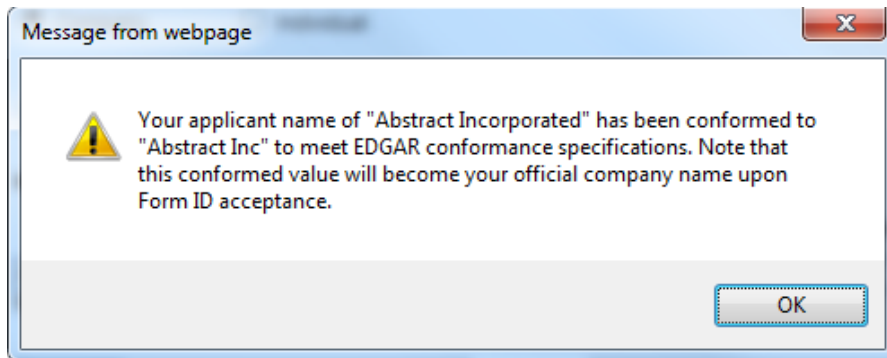 Message from webpage
Your applicant name of "Abstract Incorporated" has been conformed to
"Abstract Inc" to meet EDGAR conformance specifications. Note that
this conformed value will become your official company name upon
Form ID acceptance.
OK